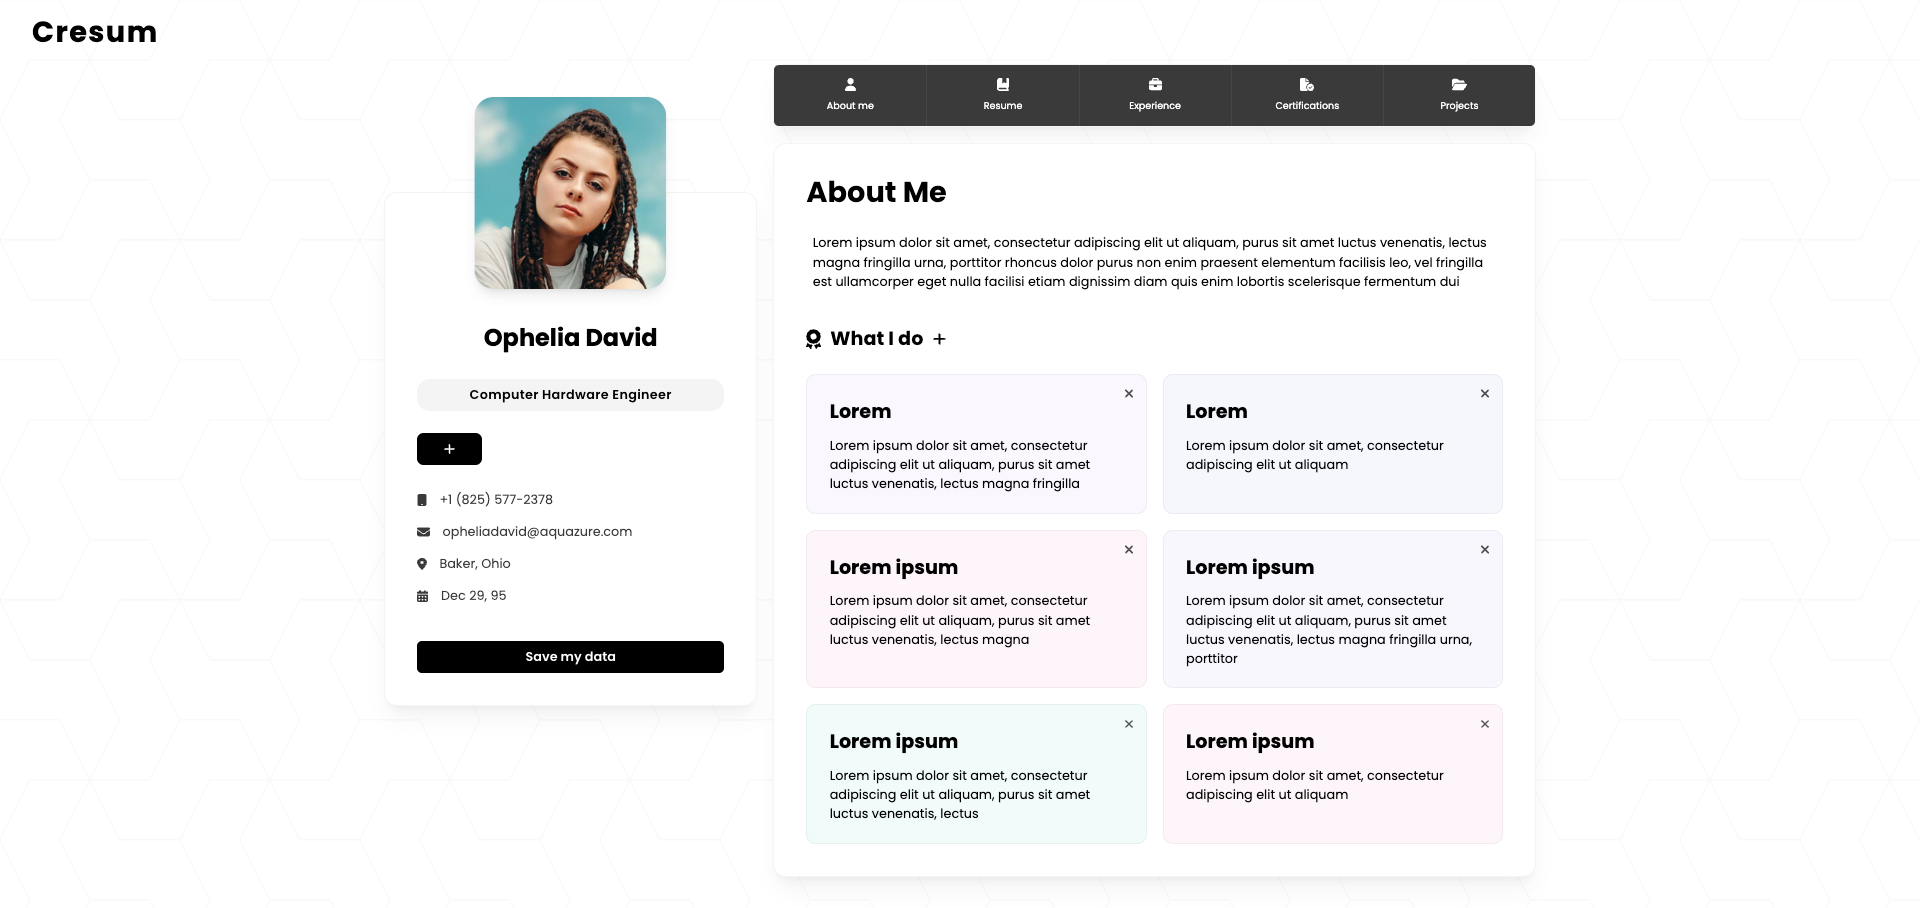 Cresum
About me
Resume
Experience
Certifications
Projects
Ophelia David
Computer Hardware Engineer
+
+1 (825) 577-2378
opheliadavid@aquazure.com
Baker, Ohio
Dec 29, 95
Save my data
About Me
Lorem ipsum dolor sit amet, consectetur adipiscing elit ut aliquam, purus sit amet luctus venenatis, lectus
magna fringilla urna, porttitor rhoncus dolor purus non enim praesent elementum facilisis leo, vel fringilla
est ullamcorper eget nulla facilisi etiam dignissim diam quis enim lobortis scelerisque fermentum dui
What I do +
Lorem
Lorem ipsum dolor sit amet, consectetur
adipiscing elit ut aliquam, purus sit amet
luctus venenatis, lectus magna fringilla
Lorem
Lorem ipsum dolor sit amet, consectetur
adipiscing elit ut aliquam
Lorem ipsum
Lorem ipsum dolor sit amet, consectetur
adipiscing elit ut aliquam, purus sit amet
luctus venenatis, lectus magna
Lorem ipsum
Lorem ipsum dolor sit amet, consectetur
adipiscing elit ut aliquam, purus sit amet
luctus venenatis, lectus magna fringilla urna,
porttitor
Lorem ipsum
Lorem ipsum dolor sit amet, consectetur
adipiscing elit ut aliquam, purus sit amet
luctus venenatis, lectus
Lorem ipsum
Lorem ipsum dolor sit amet, consectetur
adipiscing elit ut aliquam